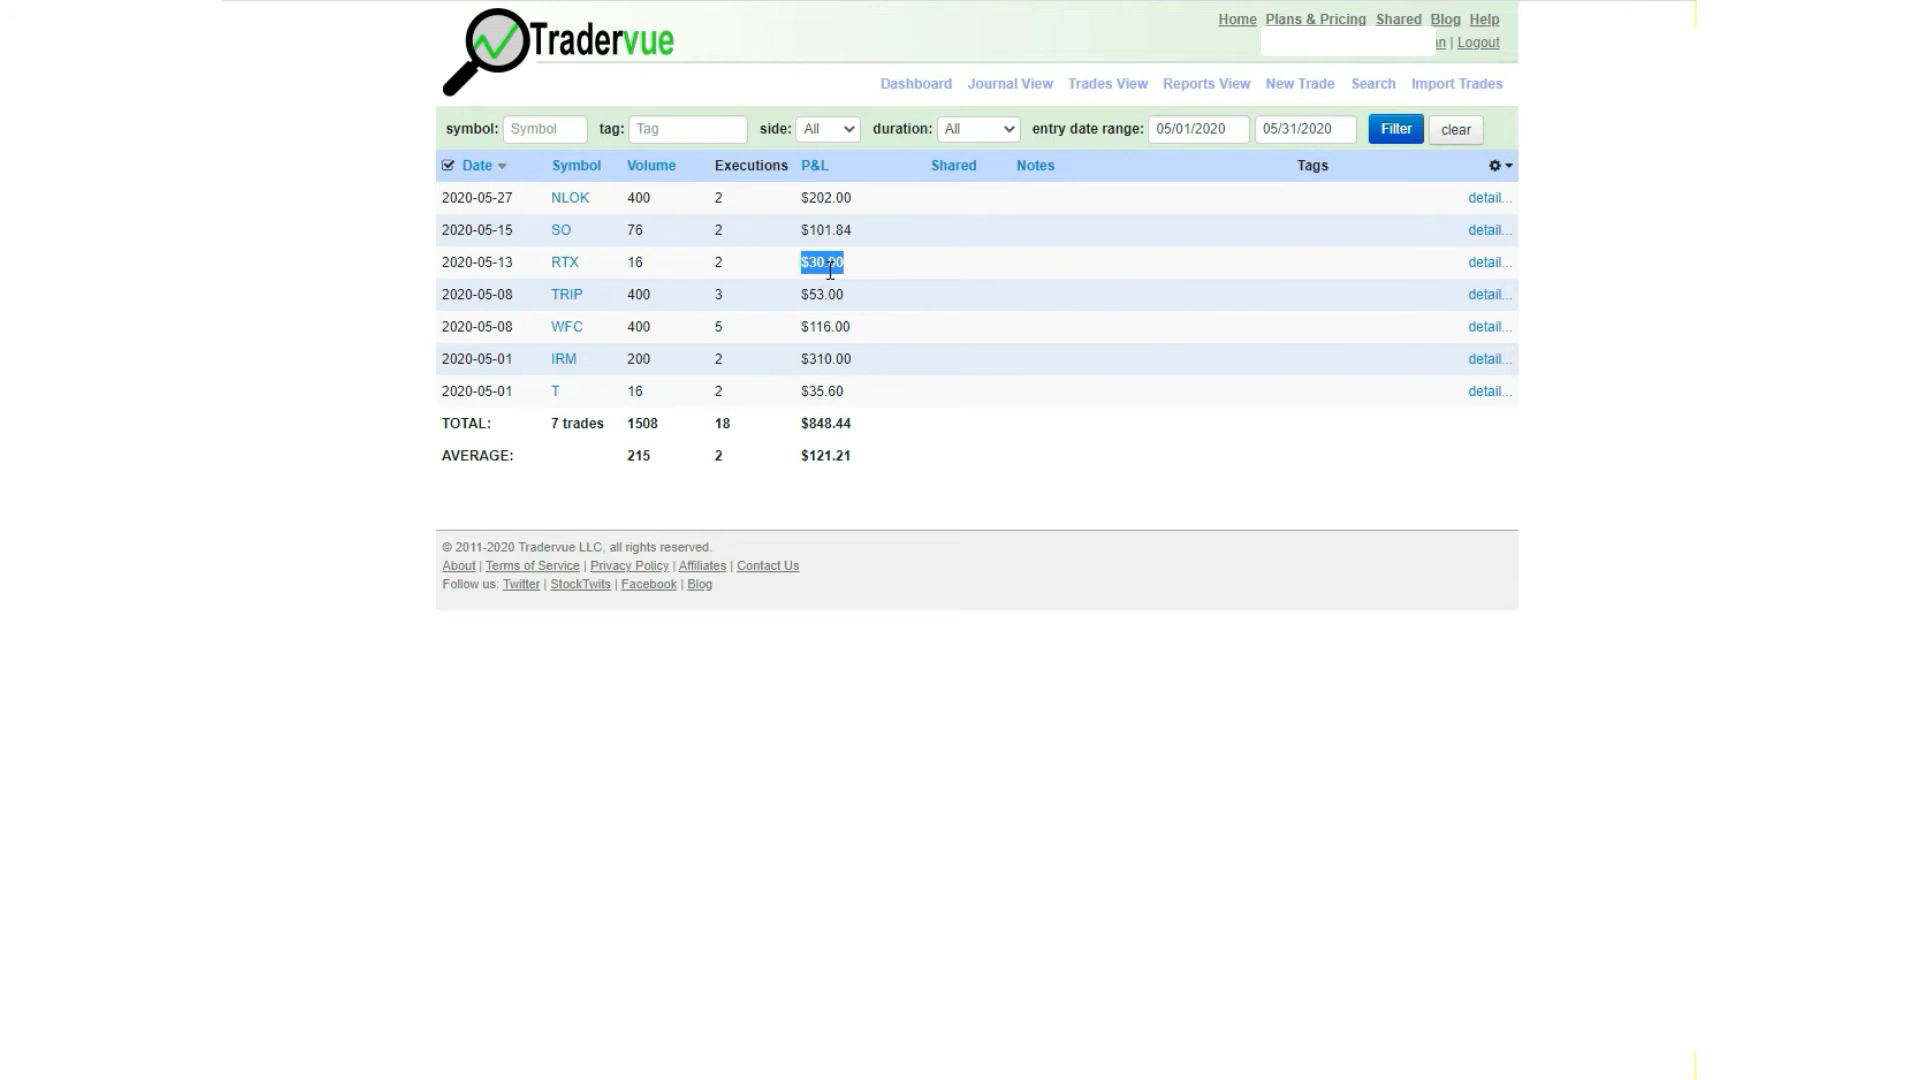 Tradervue
Home Plans & Pricing Shared Blog Help
| Logout
Dashboard Journal View Trades View Reports View New Trade Search Import Trades
symbol: Symbol tag: Tag side: All duration: All entry date range: 05/01/2020 05/31/2020 Filter clear
Date Symbol Volume Executions P&L Shared Notes Tags
2020-05-27 NLOK 400 2 $202.00 detail...
2020-05-15 SO 76 2 $101.84 detail...
2020-05-13 RTX 16 2 detail...
2020-05-08 TRIP 400 3 $53.00 detail...
2020-05-08 WFC 400 5 $116.00 detail...
2020-05-01 IRM 200 2 $310.00 detail...
2020-05-01 T 16 2 $35.60 detail...
TOTAL: 7 trades 1508 18 $848.44
AVERAGE: 215 2 $121.21
© 2011-2020 Tradervue LLC, all rights reserved.
About | Terms of Service | Privacy Policy | Affiliates | Contact Us
Follow us: Twitter | StockTwits | Facebook | Blog